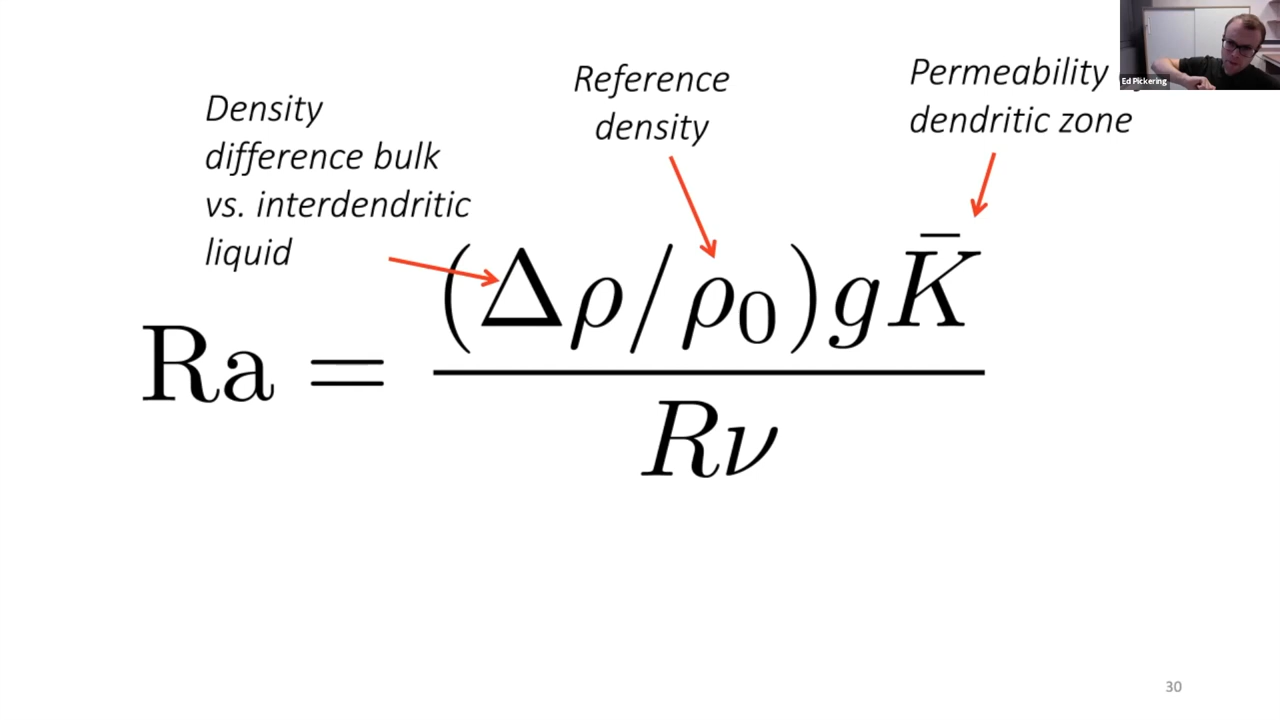 Density
difference bulk
vs. interdendritic
liquid
Reference
density
Permeability
dendritic zone
Ed Pickering
Ra = (Δρ/ρ₀)gK̄
Rν
30